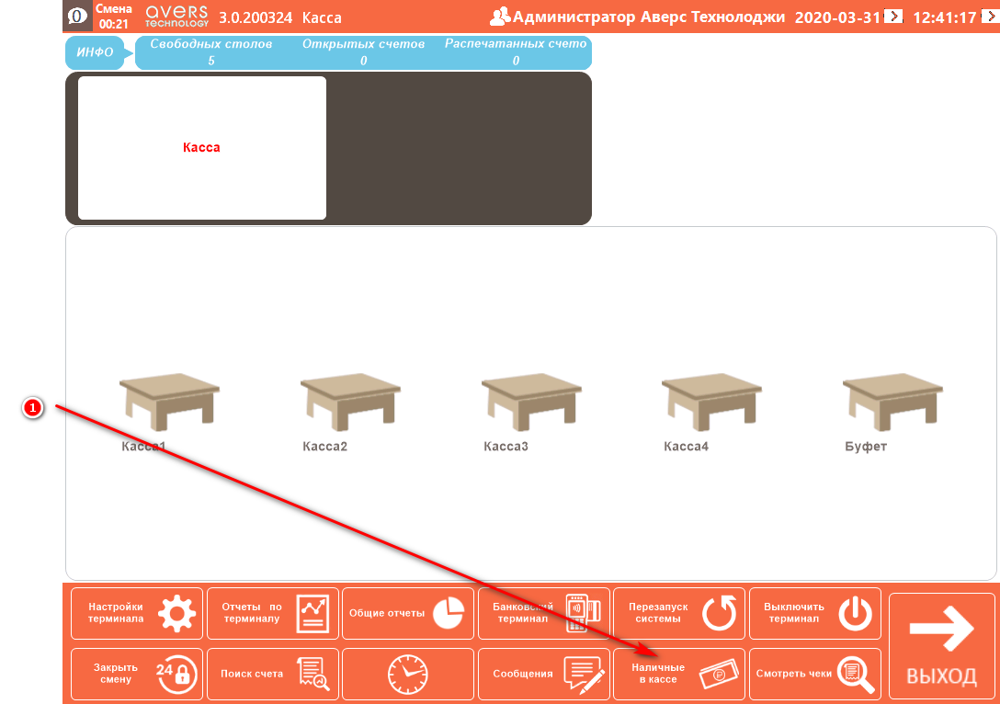 0
Смена
00:21
avers
TECHNOLOGY
3.0.200324 Касса
Администратор Аверс Технолоджи 2020-03-31 12:41:17
ИНФО
Свободных столов Открытых счетов Распечатанных счето
5 0 0
Касса
1
Касса1 Касса2 Касса3 Касса4 Буфет
Настройки
терминала
Отчеты по
терминалу
Общие отчеты
Банковский
терминал
Перезапуск
системы
Выключить
терминал
Закрыть
смену
24
Поиск счета
Сообщения
Наличные
в кассе
Смотреть чеки
ВЫХОД